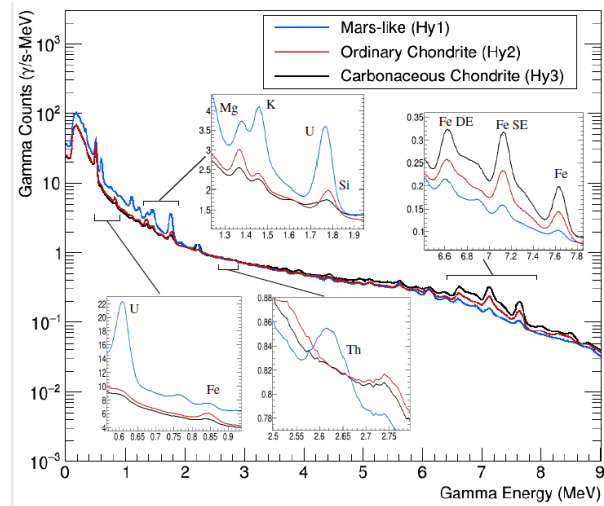 Gamma Counts (γ/s-MeV)
10³
10²
10
1
10⁻¹
10⁻²
10⁻³
0 1 2 3 4 5 6 7 8 9
Gamma Energy (MeV)
Mars-like (Hy1)
Ordinary Chondrite (Hy2)
Carbonaceous Chondrite (Hy3)
Mg K U Si
4
3.5
3
2.5
2
1.5
1.3 1.4 1.5 1.6 1.7 1.8 1.9
Fe DE Fe SE Fe
0.35
0.3
0.25
0.2
0.15
0.1
6.6 6.8 7 7.2 7.4 7.6 7.8
U Fe
22
20
18
16
14
12
10
8
6
4
0.6 0.65 0.7 0.75 0.8 0.85 0.9
Th
0.88
0.86
0.84
0.82
0.8
0.78
2.5 2.55 2.6 2.65 2.7 2.75